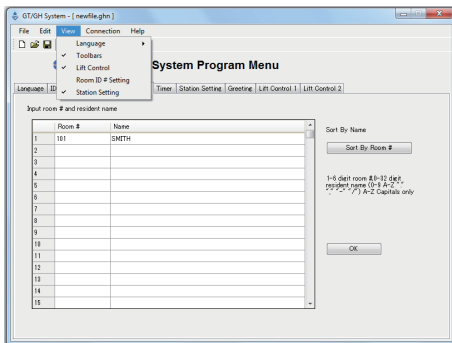 GT/GH System - [ newfile.ghn ]
File Edit View Connection Help
Language
✓ Toolbars
✓ Lift Control
Room ID # Setting
✓ Station Setting
System Program Menu
Language ID Timer Station Setting Greeting Lift Control 1 Lift Control 2
Input room # and resident name
Room # Name
1 101 SMITH
2
3
4
5
6
7
8
9
10
11
12
13
14
15
Sort By Name
Sort By Room #
1-6 digit room #,0-32 digit
resident name (0-9 A-Z "."
"," "-" "/") A-Z Capitals only
OK